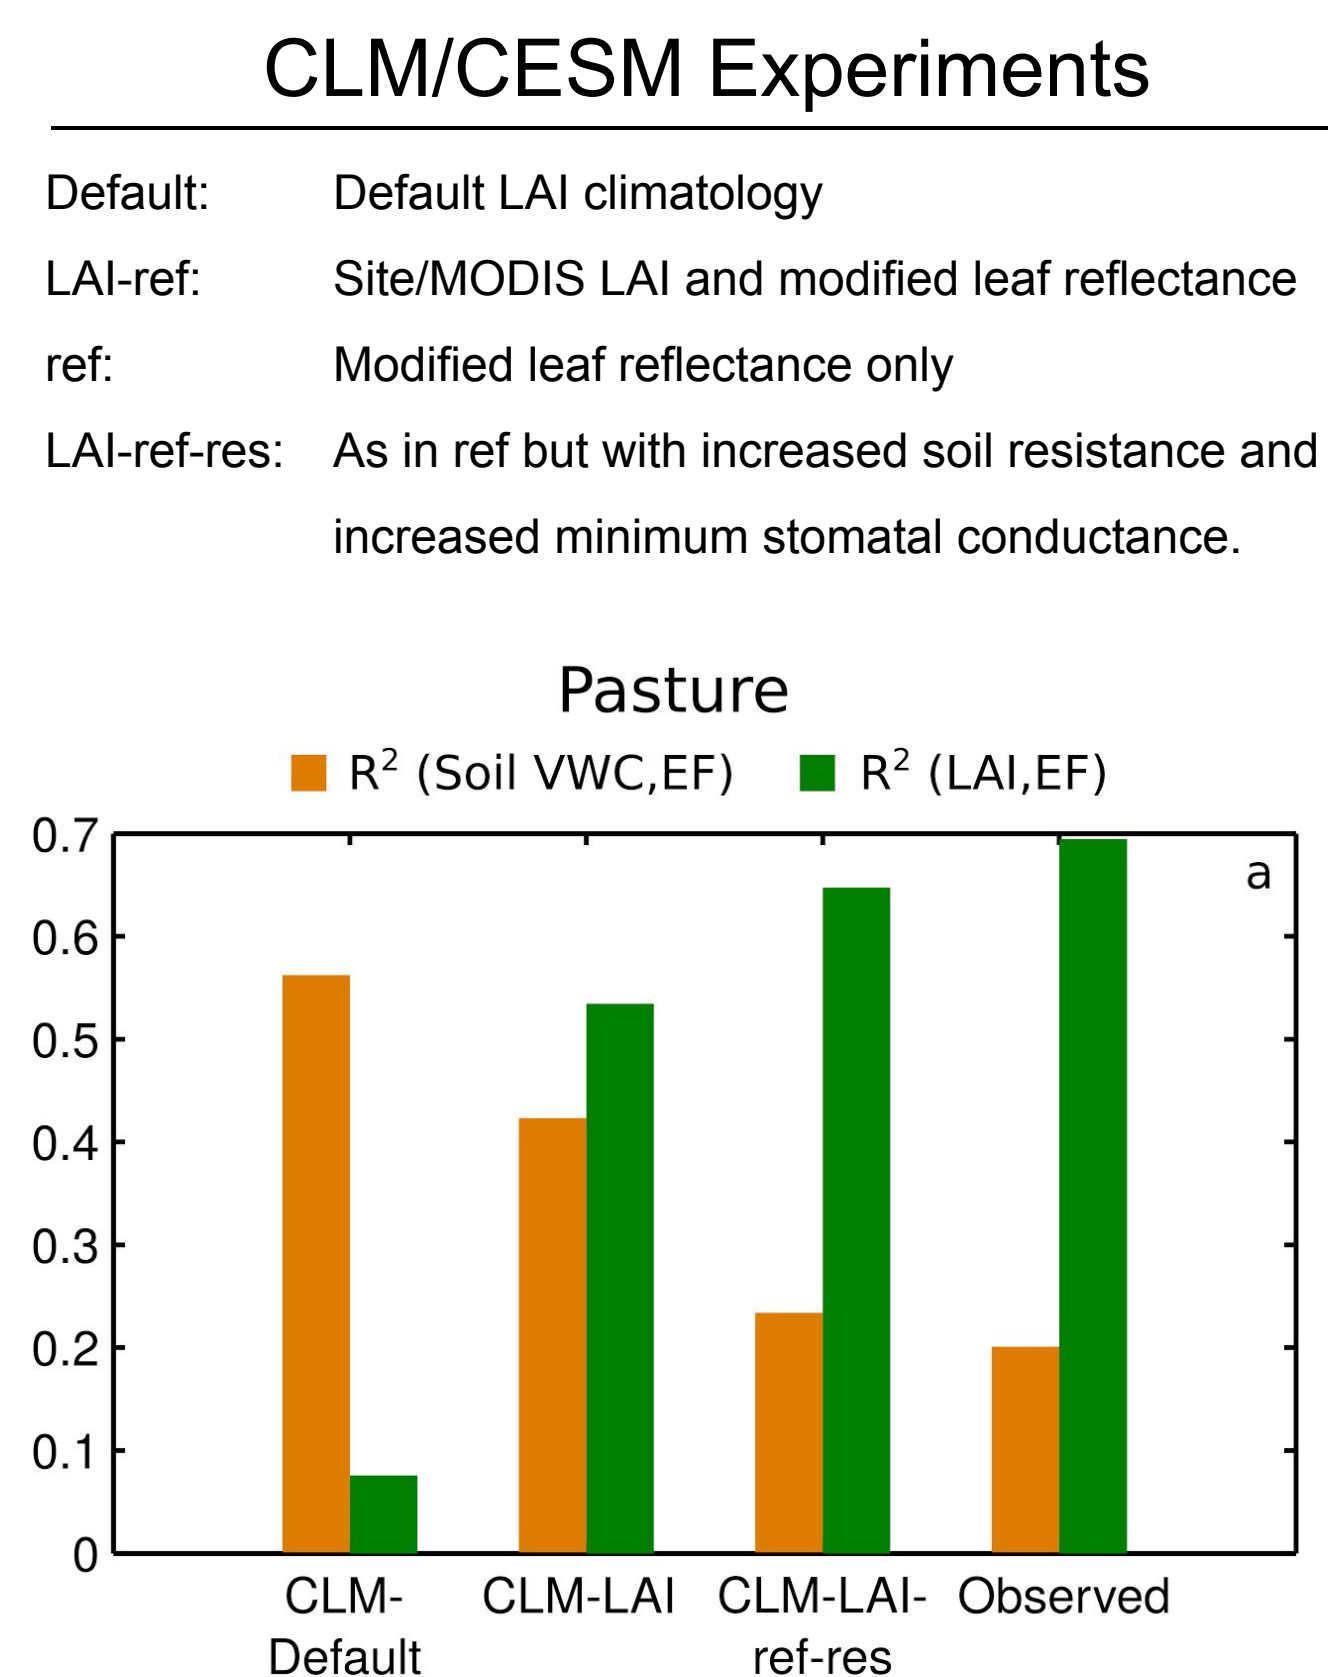 CLM/CESM Experiments
Default: Default LAI climatology
LAI-ref: Site/MODIS LAI and modified leaf reflectance
ref: Modified leaf reflectance only
LAI-ref-res: As in ref but with increased soil resistance and
increased minimum stomatal conductance.
Pasture
R² (Soil VWC,EF) R² (LAI,EF)
a
0.7
0.6
0.5
0.4
0.3
0.2
0.1
0
CLM- CLM-LAI CLM-LAI- Observed
Default ref-res